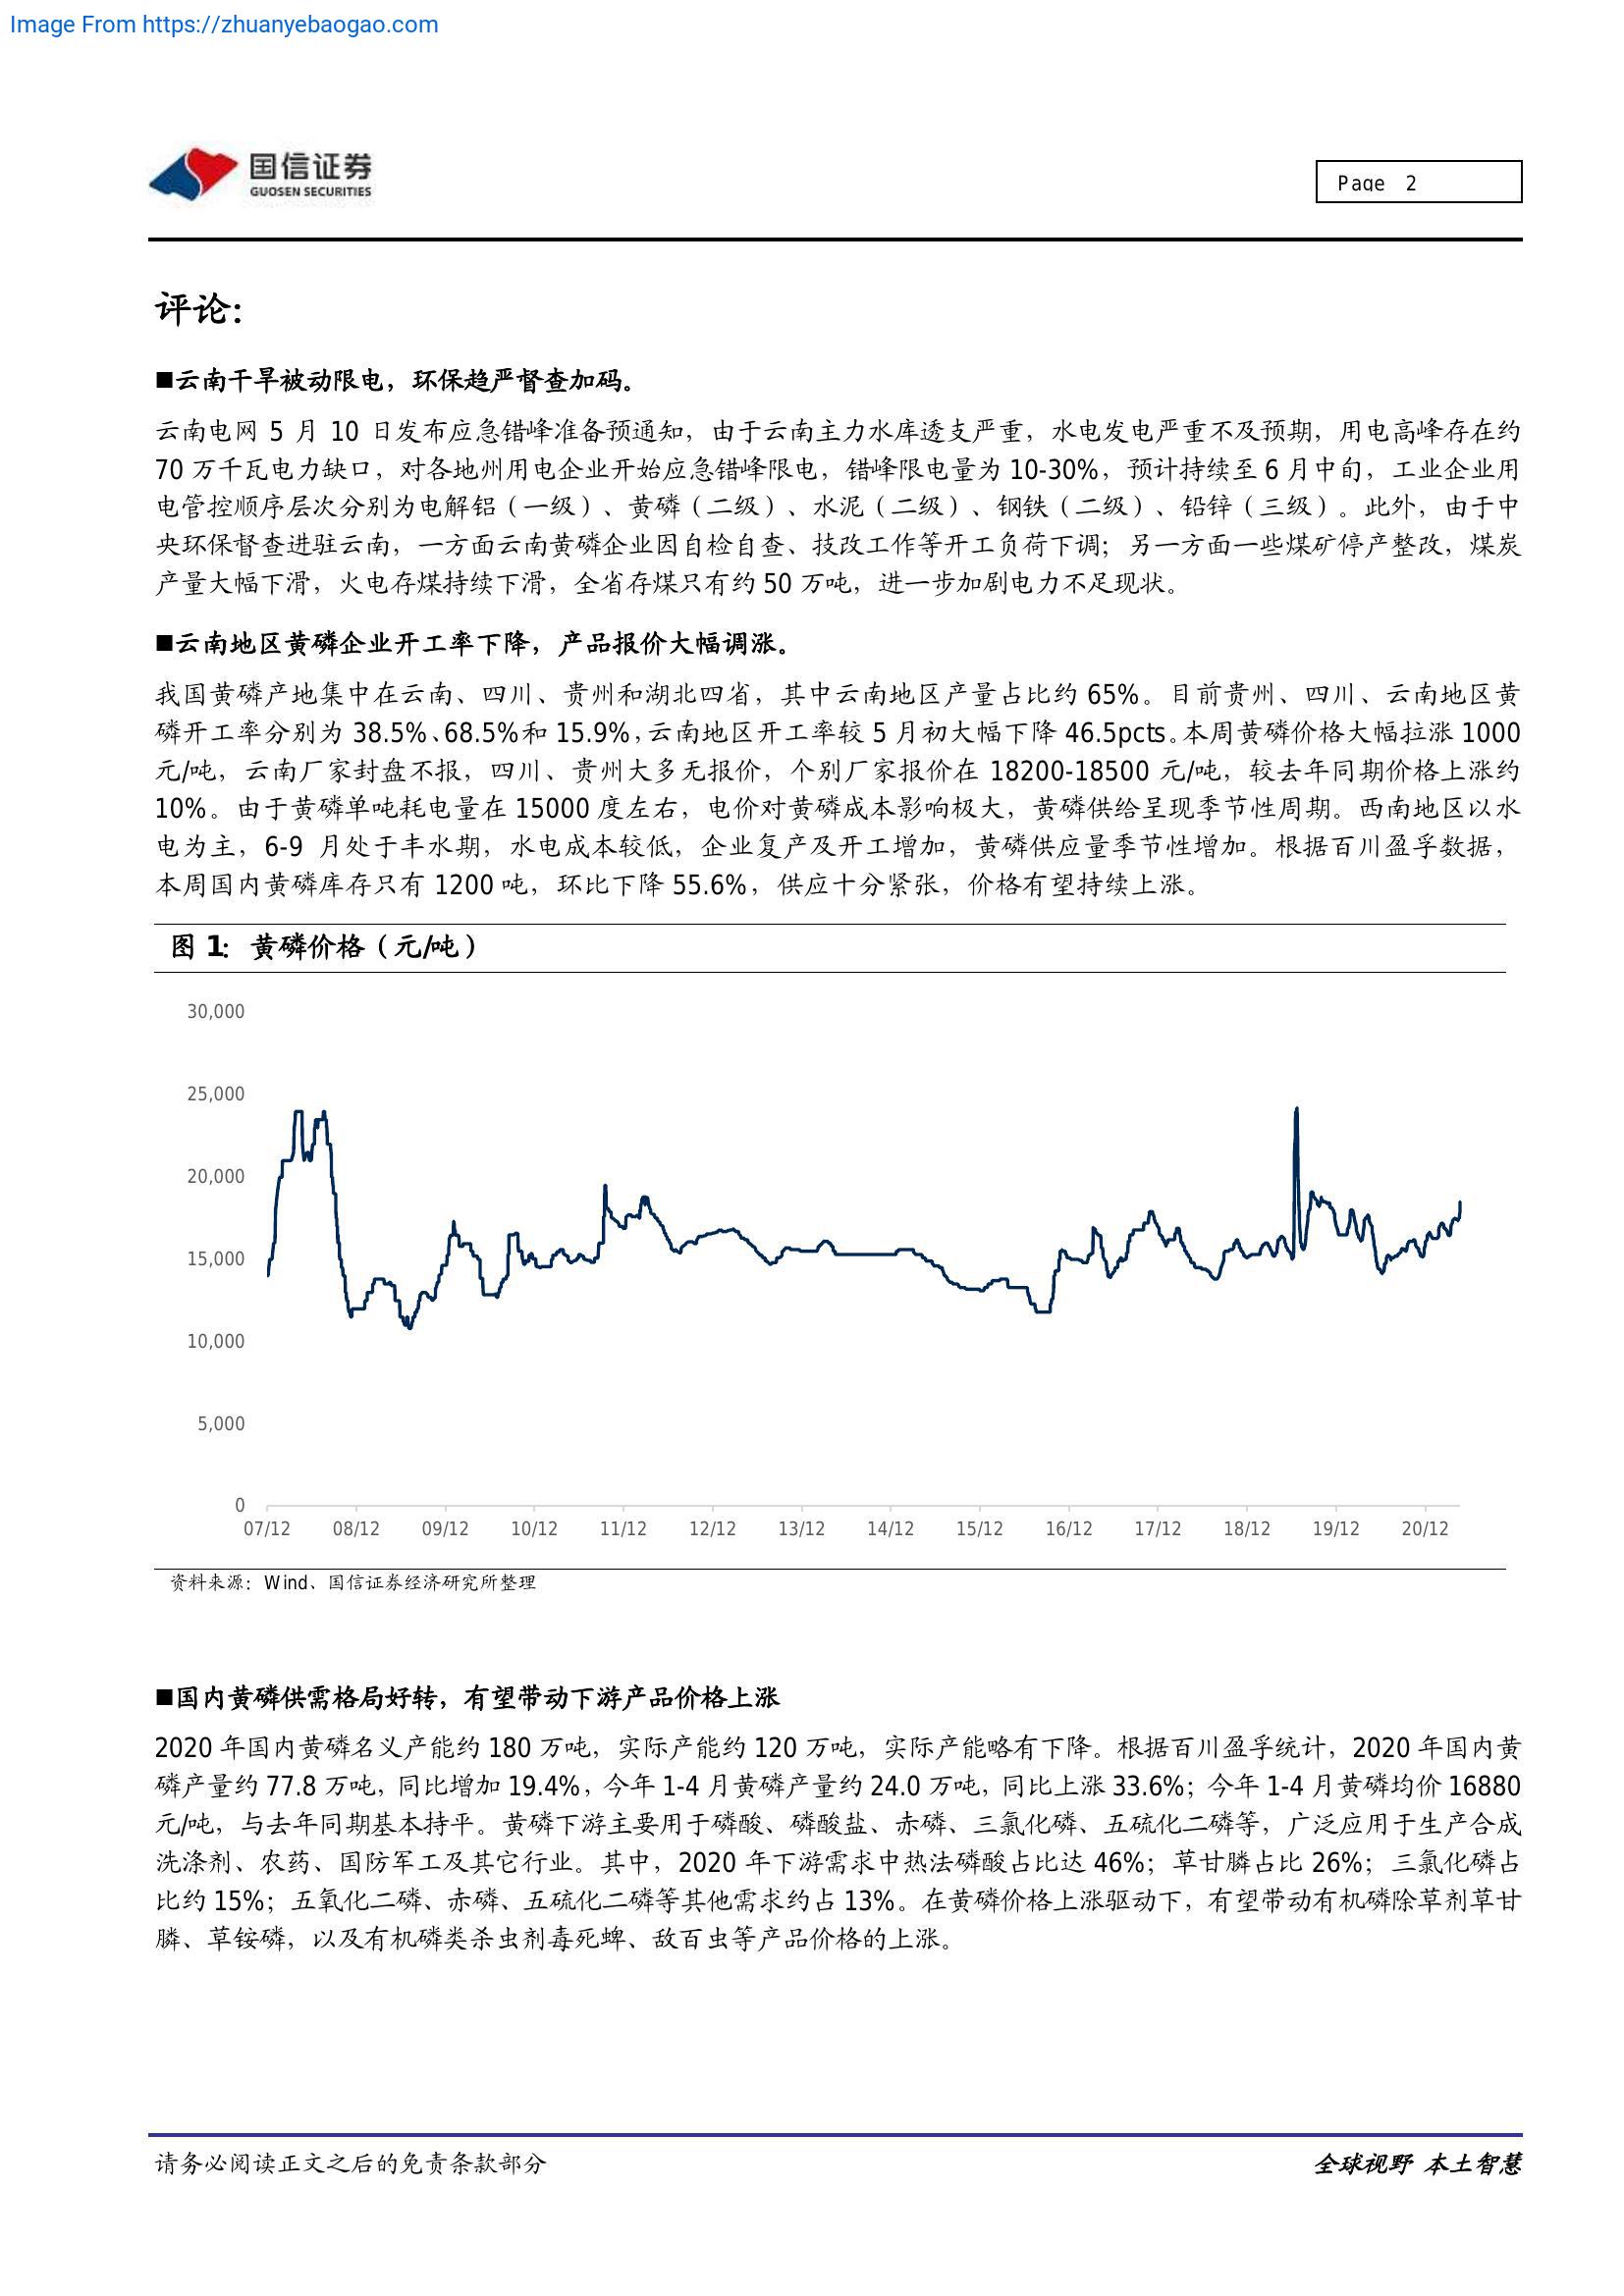 Image From https://zhuanyebaogao.com
国信证券
GUOSEN SECURITIES
Page 2
评论：
■云南干旱被动限电，环保趋严督查加码。
云南电网 5 月 10 日发布应急错峰准备预通知，由于云南主力水库透支严重，水电发电严重不及预期，用电高峰存在约
70 万千瓦电力缺口，对各地州用电企业开始应急错峰限电，错峰限电量为 10-30%，预计持续至 6 月中旬，工业企业用
电管控顺序层次分别为电解铝（一级）、黄磷（二级）、水泥（二级）、钢铁（二级）、铅锌（三级）。此外，由于中
央环保督查进驻云南，一方面云南黄磷企业因自检自查、技改工作等开工负荷下调；另一方面一些煤矿停产整改，煤炭
产量大幅下滑，火电存煤持续下滑，全省存煤只有约 50 万吨，进一步加剧电力不足现状。
■云南地区黄磷企业开工率下降，产品报价大幅调涨。
我国黄磷产地集中在云南、四川、贵州和湖北四省，其中云南地区产量占比约 65%。目前贵州、四川、云南地区黄
磷开工率分别为 38.5%、68.5%和 15.9%，云南地区开工率较 5 月初大幅下降 46.5pcts。本周黄磷价格大幅拉涨 1000
元/吨，云南厂家封盘不报，四川、贵州大多无报价，个别厂家报价在 18200-18500 元/吨，较去年同期价格上涨约
10%。由于黄磷单吨耗电量在 15000 度左右，电价对黄磷成本影响极大，黄磷供给呈现季节性周期。西南地区以水
电为主，6-9 月处于丰水期，水电成本较低，企业复产及开工增加，黄磷供应量季节性增加。根据百川盈孚数据，
本周国内黄磷库存只有 1200 吨，环比下降 55.6%，供应十分紧张，价格有望持续上涨。
图 1：黄磷价格（元/吨）
30,000
25,000
20,000
15,000
10,000
5,000
0
07/12 08/12 09/12 10/12 11/12 12/12 13/12 14/12 15/12 16/12 17/12 18/12 19/12 20/12
资料来源：Wind、国信证券经济研究所整理
■国内黄磷供需格局好转，有望带动下游产品价格上涨
2020 年国内黄磷名义产能约 180 万吨，实际产能约 120 万吨，实际产能略有下降。根据百川盈孚统计，2020 年国内黄
磷产量约 77.8 万吨，同比增加 19.4%，今年 1-4 月黄磷产量约 24.0 万吨，同比上涨 33.6%；今年 1-4 月黄磷均价 16880
元/吨，与去年同期基本持平。黄磷下游主要用于磷酸、磷酸盐、赤磷、三氯化磷、五硫化二磷等，广泛应用于生产合成
洗涤剂、农药、国防军工及其它行业。其中，2020 年下游需求中热法磷酸占比达 46%；草甘膦占比 26%；三氯化磷占
比约 15%；五氧化二磷、赤磷、五硫化二磷等其他需求约占 13%。在黄磷价格上涨驱动下，有望带动有机磷除草剂草甘
膦、草铵磷，以及有机磷类杀虫剂毒死蜱、敌百虫等产品价格的上涨。
请务必阅读正文之后的免责条款部分
全球视野 本土智慧